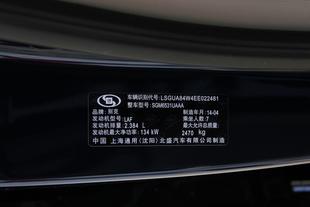 车辆识别代号: LSGUA84W4EE022481
整车型号: SGM6531UAAA
品牌: 别克 制造年月: 14-04
发动机型号: LAF 乘坐人数: 7
发动机排量: 2.384 L 最大允许总质量:
发动机最大净功率: 134 kW 2470 kg
中国 上海通用(沈阳)北盛汽车有限公司制造